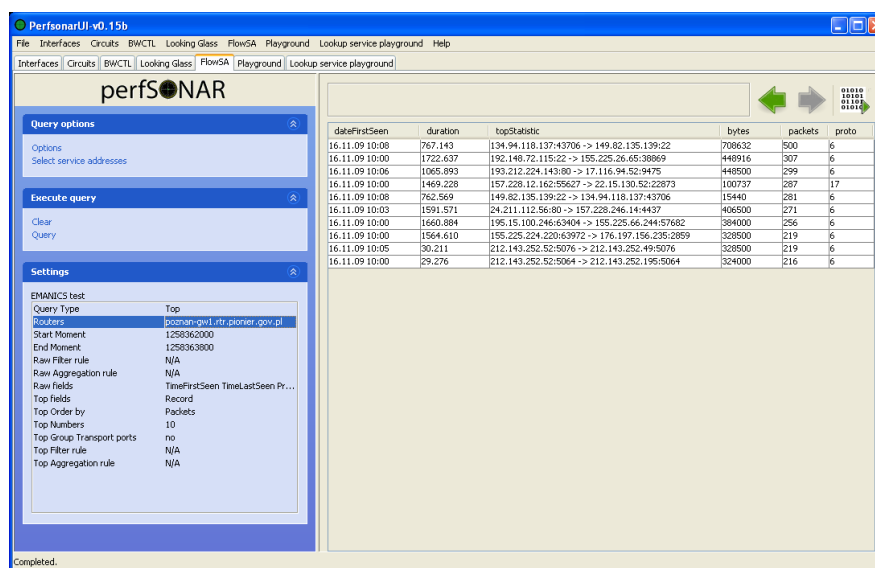 PerfsonarUI-v0.15b
File Interfaces Circuits BWCTL Looking Glass FlowSA Playground Lookup service playground Help
Interfaces Circuits BWCTL Looking Glass FlowSA Playground Lookup service playground
perfSONAR
01010
10101
01101
01010
Query options
Options
Select service addresses
Execute query
Clear
Query
Settings
EMANICS test
Query Type Top
Routers poznan-gw1.rtr.pionier.gov.pl
Start Moment 1258362000
End Moment 1258363800
Raw Filter rule N/A
Raw Aggregation rule N/A
Raw fields TimeFirstSeen TimeLastSeen Pr...
Top fields Record
Top Order by Packets
Top Numbers 10
Top Group Transport ports no
Top Filter rule N/A
Top Aggregation rule N/A
dateFirstSeen duration topStatistic bytes packets proto
16.11.09 10:08 767.143 134.94.118.137:43706 -> 149.82.135.139:22 708632 500 6
16.11.09 10:00 1722.637 192.148.72.115:22 -> 155.225.26.65:38869 448916 307 6
16.11.09 10:06 1065.893 193.212.224.143:80 -> 17.116.94.52:9475 448500 299 6
16.11.09 10:00 1469.228 157.228.12.162:55627 -> 22.15.130.52:22873 100737 287 17
16.11.09 10:08 762.569 149.82.135.139:22 -> 134.94.118.137:43706 15440 281 6
16.11.09 10:03 1591.571 24.211.112.56:80 -> 157.228.246.14:4437 406500 271 6
16.11.09 10:00 1660.884 195.15.100.246:63404 -> 155.225.66.244:57682 384000 256 6
16.11.09 10:00 1564.610 155.225.224.220:63972 -> 176.197.156.235:2859 328500 219 6
16.11.09 10:05 30.211 212.143.252.52:5076 -> 212.143.252.49:5076 328500 219 6
16.11.09 10:00 29.276 212.143.252.52:5064 -> 212.143.252.195:5064 324000 216 6
Completed.